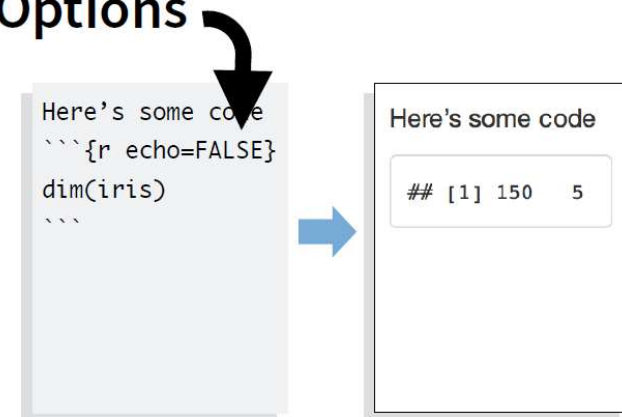 Options
Here's some code
```{r echo=FALSE}
dim(iris)
```
Here's some code
## [1] 150   5